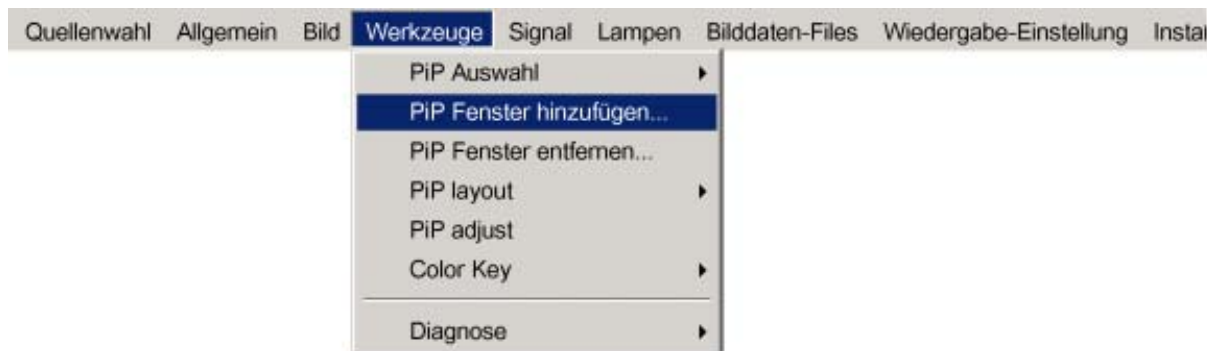 Quellenwahl Allgemein Bild Werkzeuge Signal Lampen Bilddaten-Files Wiedergabe-Einstellung Instal
PiP Auswahl
PiP Fenster hinzufügen...
PiP Fenster entfernen...
PiP layout
PiP adjust
Color Key
Diagnose